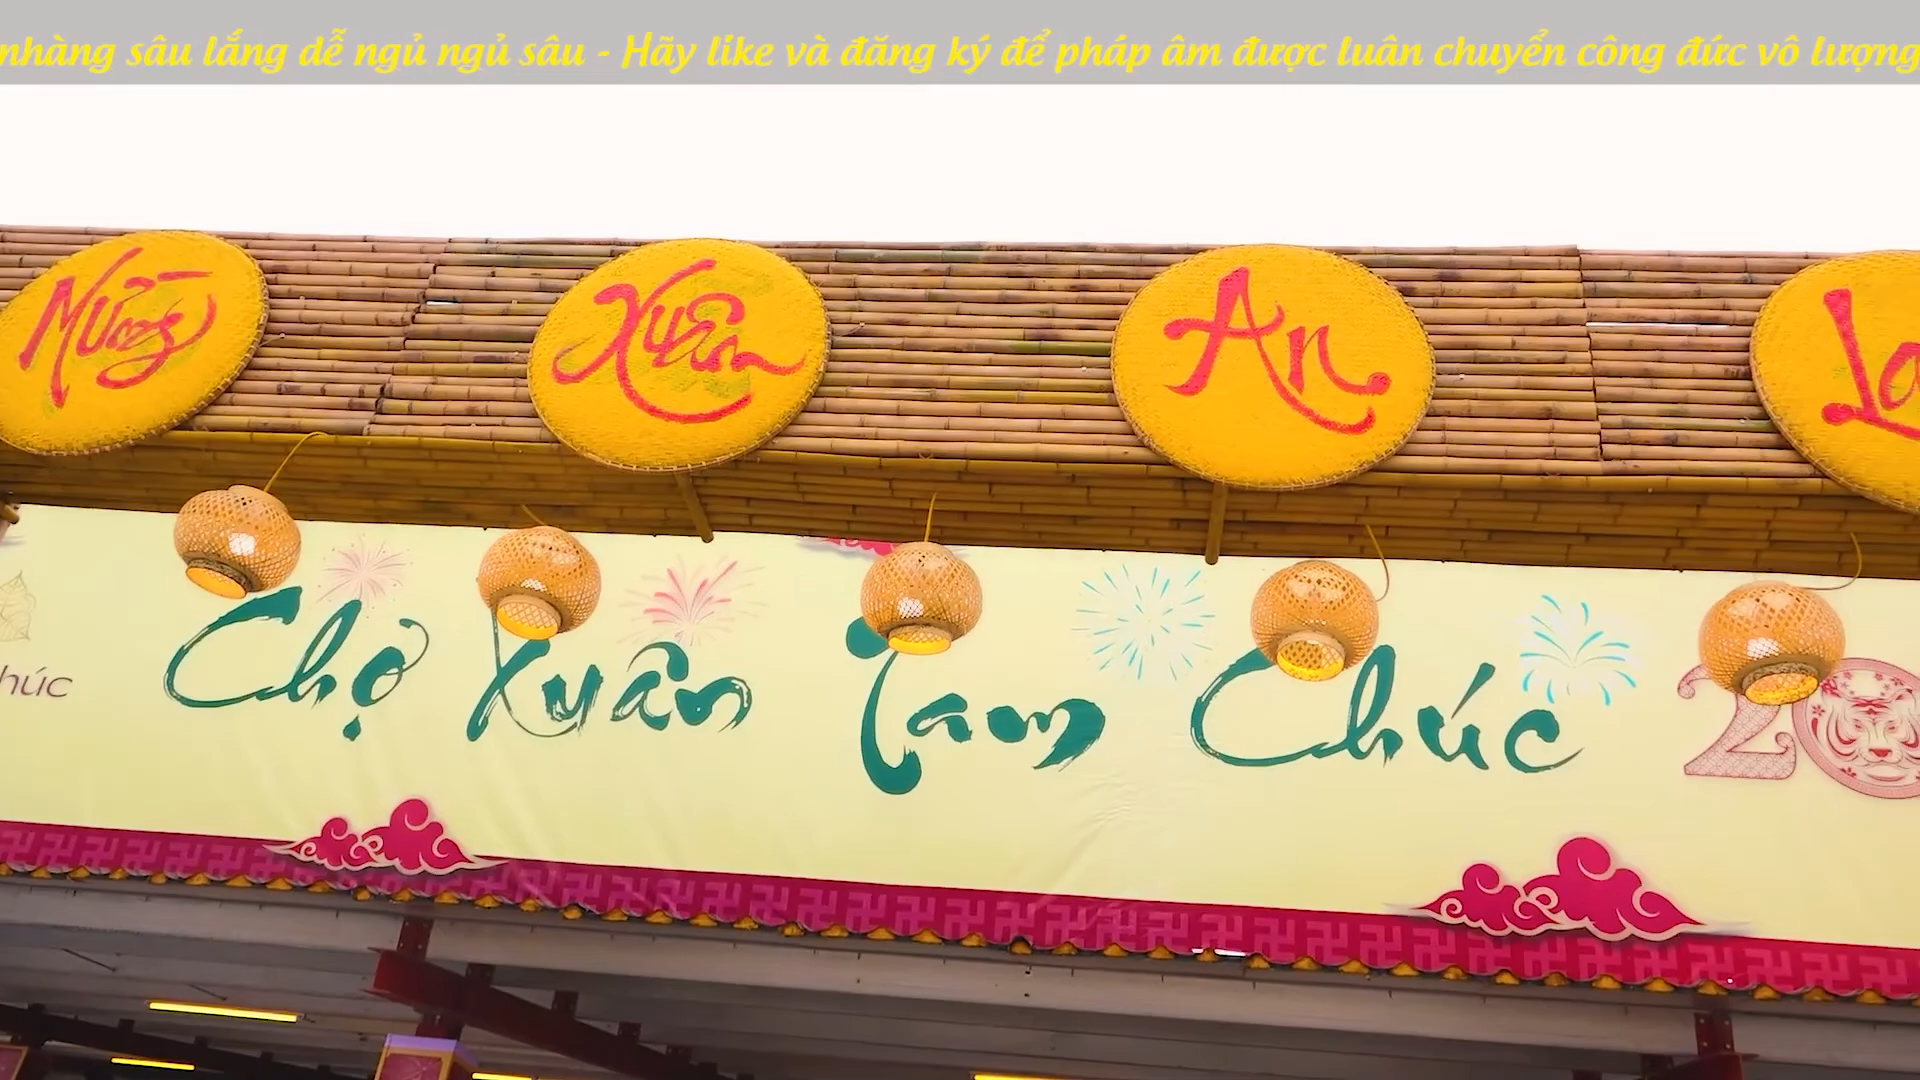 nhàng sâu lắng dễ ngủ ngủ sâu - Hãy like và đăng ký để pháp âm được luân chuyển công đức vô lượng
Mừng Xuân An
Chợ Xuân Tam Chúc
húc